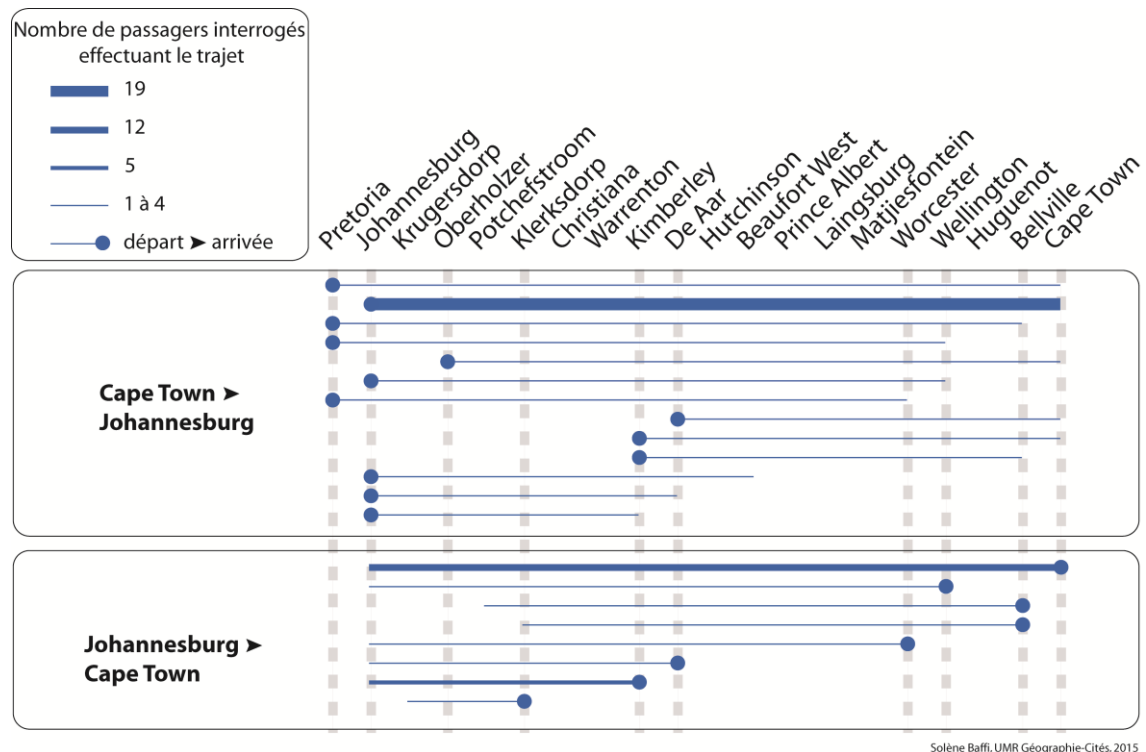 Nombre de passagers interrogés
effectuant le trajet
19
12
5
1 à 4
départ ➤ arrivée
Pretoria
Johannesburg
Krugersdorp
Oberholzer
Potchefstroom
Klerksdorp
Christiana
Warrenton
Kimberley
De Aar
Hutchinson
Beaufort West
Prince Albert
Laingsburg
Matjiesfontein
Worcester
Wellington
Huguenot
Bellville
Cape Town
Cape Town ➤
Johannesburg
Johannesburg ➤
Cape Town
Solène Baffi, UMR Géographie-Cités, 2015